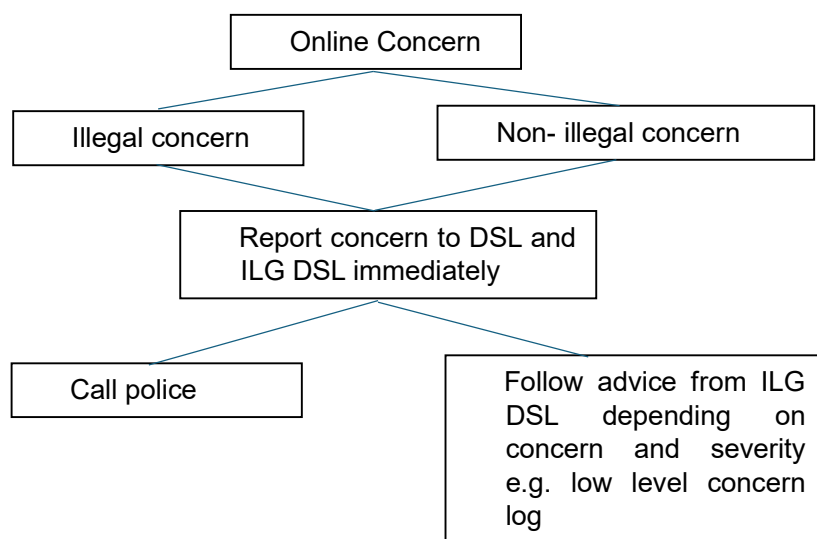 Online Concern
Illegal concern
Non- illegal concern
Report concern to DSL and
ILG DSL immediately
Call police
Follow advice from ILG
DSL depending on
concern and severity
e.g. low level concern
log